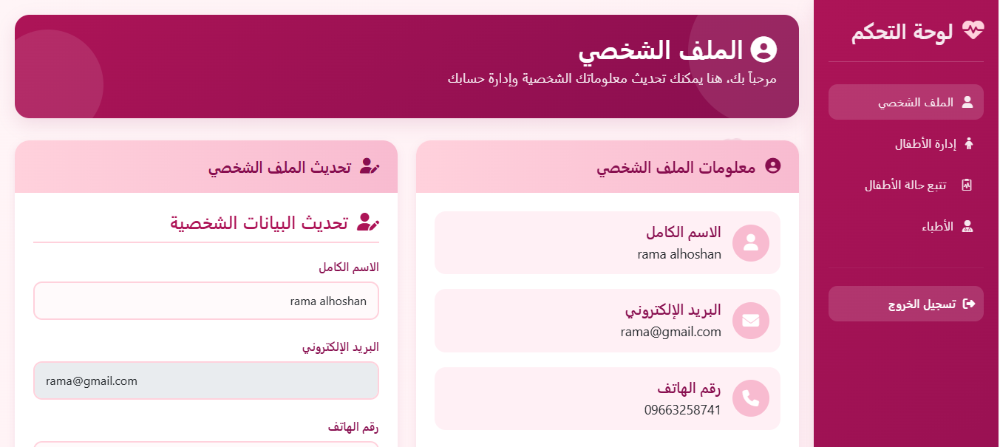 لوحة التحكم
الملف الشخصي
إدارة الأطفال
تتبع حالة الأطفال
الأطباء
تسجيل الخروج
الملف الشخصي
مرحباً بك، هنا يمكنك تحديث معلوماتك الشخصية وإدارة حسابك
معلومات الملف الشخصي
الاسم الكامل
rama alhoshan
البريد الإلكتروني
rama@gmail.com
رقم الهاتف
09663258741
تحديث الملف الشخصي
تحديث البيانات الشخصية
الاسم الكامل
rama alhoshan
البريد الإلكتروني
rama@gmail.com
رقم الهاتف